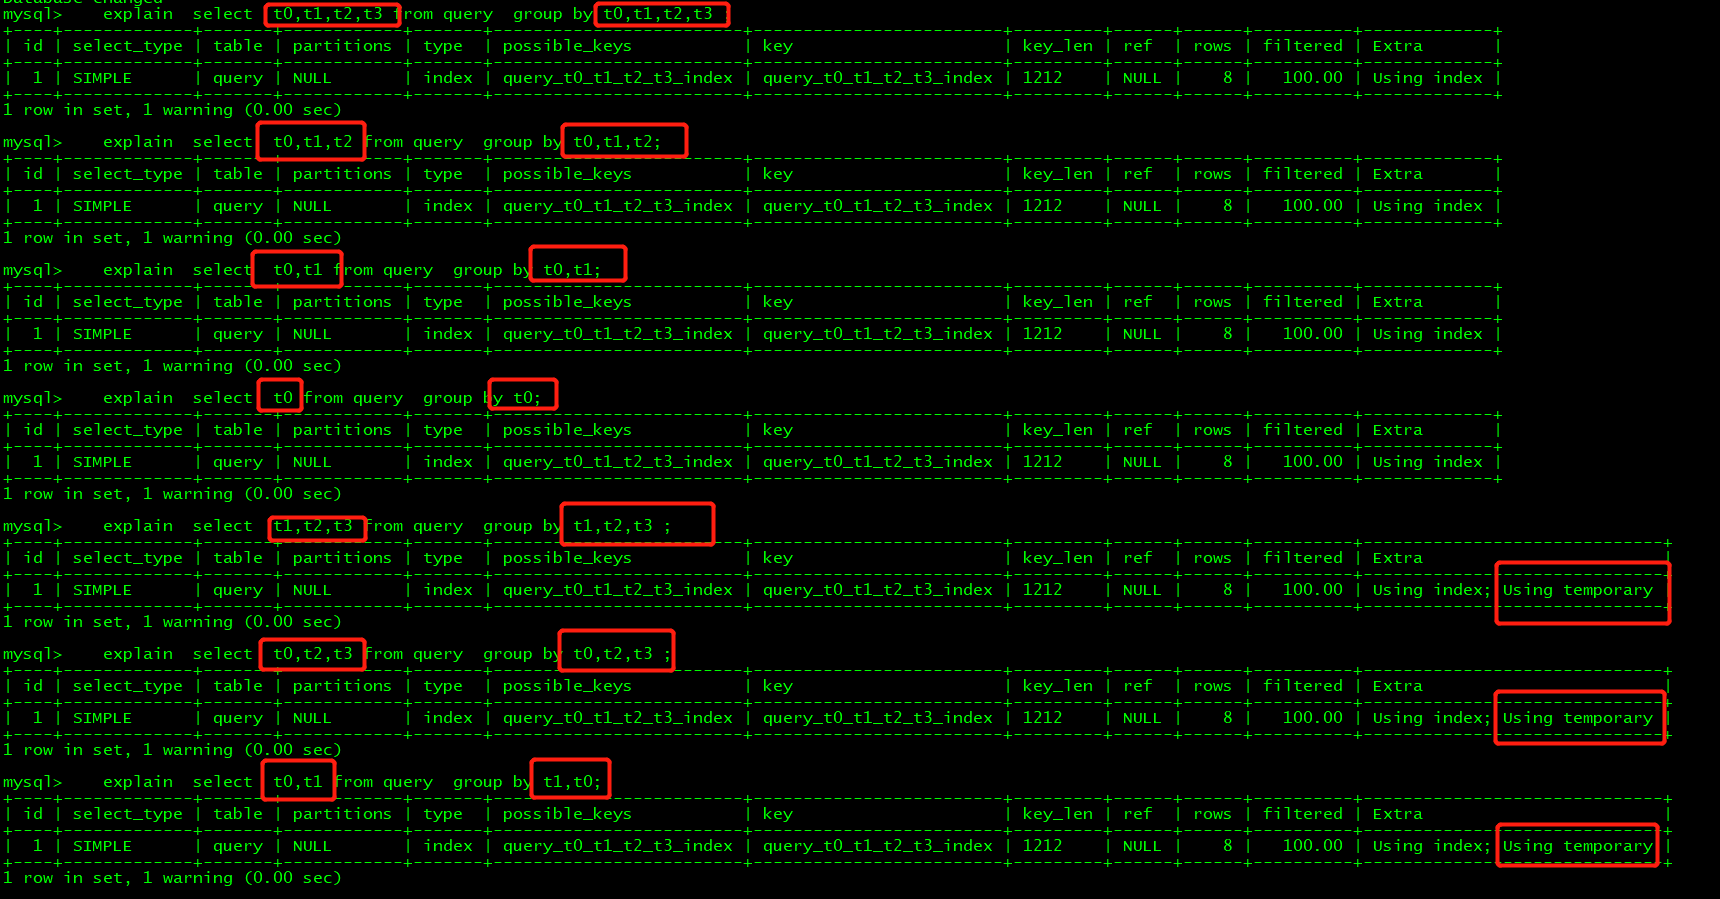 Database changed
mysql>    explain  select  t0,t1,t2,t3 from query  group by t0,t1,t2,t3 ;
+----+-------------+-------+------------+-------+-------------------------+-------------------------+---------+------+------+----------+-------------+
| id | select_type | table | partitions | type  | possible_keys           | key                     | key_len | ref  | rows | filtered | Extra       |
+----+-------------+-------+------------+-------+-------------------------+-------------------------+---------+------+------+----------+-------------+
|  1 | SIMPLE      | query | NULL       | index | query_t0_t1_t2_t3_index | query_t0_t1_t2_t3_index | 1212    | NULL |    8 |   100.00 | Using index |
+----+-------------+-------+------------+-------+-------------------------+-------------------------+---------+------+------+----------+-------------+
1 row in set, 1 warning (0.00 sec)
mysql>    explain  select  t0,t1,t2 from query  group by t0,t1,t2;
+----+-------------+-------+------------+-------+-------------------------+-------------------------+---------+------+------+----------+-------------+
| id | select_type | table | partitions | type  | possible_keys           | key                     | key_len | ref  | rows | filtered | Extra       |
+----+-------------+-------+------------+-------+-------------------------+-------------------------+---------+------+------+----------+-------------+
|  1 | SIMPLE      | query | NULL       | index | query_t0_t1_t2_t3_index | query_t0_t1_t2_t3_index | 1212    | NULL |    8 |   100.00 | Using index |
+----+-------------+-------+------------+-------+-------------------------+-------------------------+---------+------+------+----------+-------------+
1 row in set, 1 warning (0.00 sec)
mysql>    explain  select  t0,t1 from query  group by t0,t1;
+----+-------------+-------+------------+-------+-------------------------+-------------------------+---------+------+------+----------+-------------+
| id | select_type | table | partitions | type  | possible_keys           | key                     | key_len | ref  | rows | filtered | Extra       |
+----+-------------+-------+------------+-------+-------------------------+-------------------------+---------+------+------+----------+-------------+
|  1 | SIMPLE      | query | NULL       | index | query_t0_t1_t2_t3_index | query_t0_t1_t2_t3_index | 1212    | NULL |    8 |   100.00 | Using index |
+----+-------------+-------+------------+-------+-------------------------+-------------------------+---------+------+------+----------+-------------+
1 row in set, 1 warning (0.00 sec)
mysql>    explain  select  t0 from query  group by t0;
+----+-------------+-------+------------+-------+-------------------------+-------------------------+---------+------+------+----------+-------------+
| id | select_type | table | partitions | type  | possible_keys           | key                     | key_len | ref  | rows | filtered | Extra       |
+----+-------------+-------+------------+-------+-------------------------+-------------------------+---------+------+------+----------+-------------+
|  1 | SIMPLE      | query | NULL       | index | query_t0_t1_t2_t3_index | query_t0_t1_t2_t3_index | 1212    | NULL |    8 |   100.00 | Using index |
+----+-------------+-------+------------+-------+-------------------------+-------------------------+---------+------+------+----------+-------------+
1 row in set, 1 warning (0.00 sec)
mysql>    explain  select  t1,t2,t3 from query  group by t1,t2,t3 ;
+----+-------------+-------+------------+-------+-------------------------+-------------------------+---------+------+------+----------+------------------------------+
| id | select_type | table | partitions | type  | possible_keys           | key                     | key_len | ref  | rows | filtered | Extra                        |
+----+-------------+-------+------------+-------+-------------------------+-------------------------+---------+------+------+----------+------------------------------+
|  1 | SIMPLE      | query | NULL       | index | query_t0_t1_t2_t3_index | query_t0_t1_t2_t3_index | 1212    | NULL |    8 |   100.00 | Using index; Using temporary |
+----+-------------+-------+------------+-------+-------------------------+-------------------------+---------+------+------+----------+------------------------------+
1 row in set, 1 warning (0.00 sec)
mysql>    explain  select  t0,t2,t3 from query  group by t0,t2,t3 ;
+----+-------------+-------+------------+-------+-------------------------+-------------------------+---------+------+------+----------+------------------------------+
| id | select_type | table | partitions | type  | possible_keys           | key                     | key_len | ref  | rows | filtered | Extra                        |
+----+-------------+-------+------------+-------+-------------------------+-------------------------+---------+------+------+----------+------------------------------+
|  1 | SIMPLE      | query | NULL       | index | query_t0_t1_t2_t3_index | query_t0_t1_t2_t3_index | 1212    | NULL |    8 |   100.00 | Using index; Using temporary |
+----+-------------+-------+------------+-------+-------------------------+-------------------------+---------+------+------+----------+------------------------------+
1 row in set, 1 warning (0.00 sec)
mysql>    explain  select  t0,t1 from query  group by t1,t0;
+----+-------------+-------+------------+-------+-------------------------+-------------------------+---------+------+------+----------+------------------------------+
| id | select_type | table | partitions | type  | possible_keys           | key                     | key_len | ref  | rows | filtered | Extra                        |
+----+-------------+-------+------------+-------+-------------------------+-------------------------+---------+------+------+----------+------------------------------+
|  1 | SIMPLE      | query | NULL       | index | query_t0_t1_t2_t3_index | query_t0_t1_t2_t3_index | 1212    | NULL |    8 |   100.00 | Using index; Using temporary |
+----+-------------+-------+------------+-------+-------------------------+-------------------------+---------+------+------+----------+------------------------------+
1 row in set, 1 warning (0.00 sec)